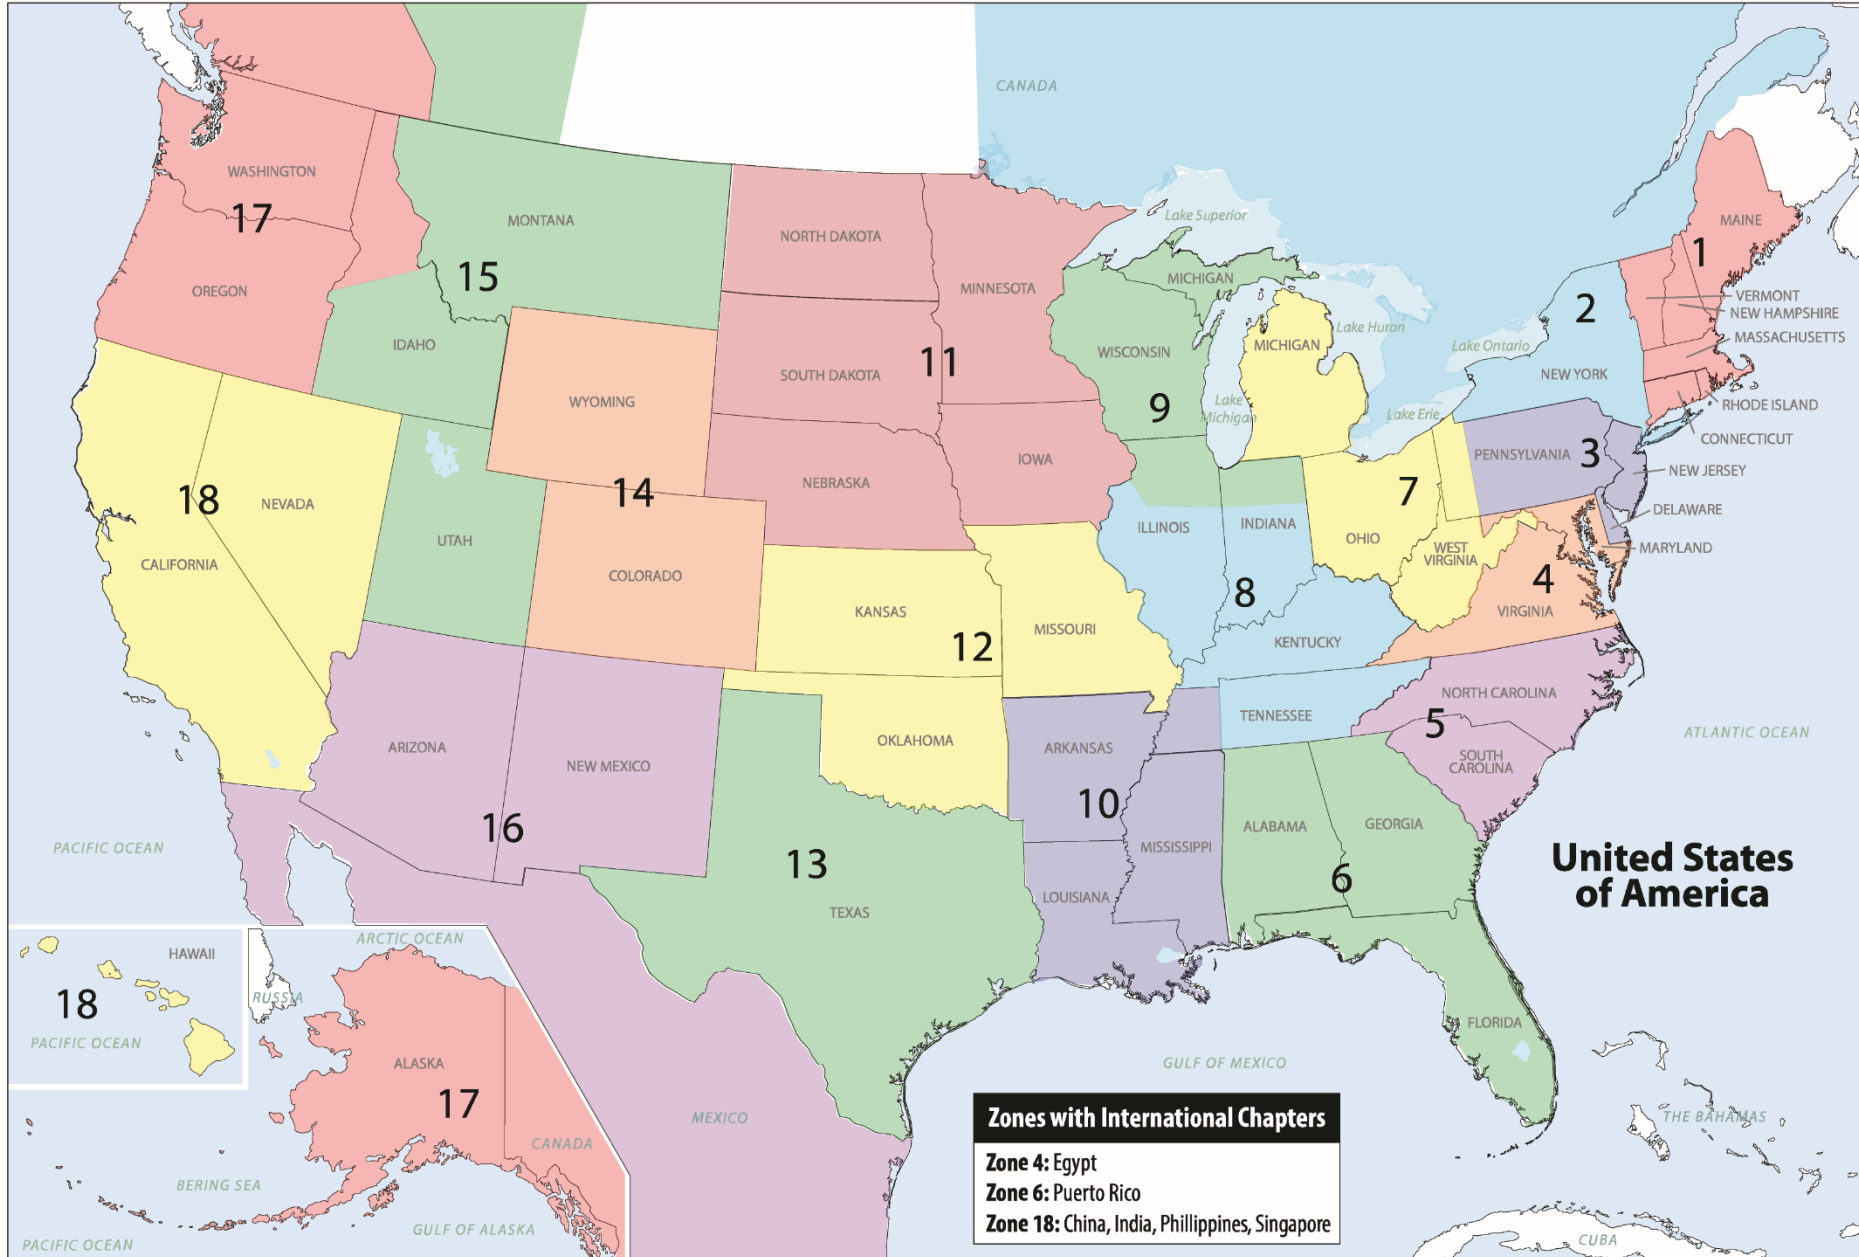 CANADA
WASHINGTON
17
MONTANA
NORTH DAKOTA
Lake Superior
MAINE
OREGON
15
MINNESOTA
MICHIGAN
1
VERMONT
NEW HAMPSHIRE
2
Lake Huron
MASSACHUSETTS
IDAHO
WISCONSIN
MICHIGAN
Lake Ontario
SOUTH DAKOTA
11
NEW YORK
WYOMING
9
Lake
Michigan
Lake Erie
RHODE ISLAND
CONNECTICUT
IOWA
PENNSYLVANIA
3
NEW JERSEY
NEBRASKA
14
7
18
NEVADA
DELAWARE
ILLINOIS
INDIANA
OHIO
UTAH
WEST
VIRGINIA
MARYLAND
CALIFORNIA
COLORADO
8
4
KANSAS
VIRGINIA
MISSOURI
12
KENTUCKY
NORTH CAROLINA
TENNESSEE
5
ATLANTIC OCEAN
ARIZONA
OKLAHOMA
ARKANSAS
NEW MEXICO
SOUTH
CAROLINA
10
16
ALABAMA
GEORGIA
PACIFIC OCEAN
MISSISSIPPI
13
United States
of America
6
LOUISIANA
TEXAS
ARCTIC OCEAN
HAWAII
18
RUSSIA
FLORIDA
PACIFIC OCEAN
ALASKA
GULF OF MEXICO
17
MEXICO
CANADA
THE BAHAMAS
BERING SEA
GULF OF ALASKA
PACIFIC OCEAN
CUBA
Zones with International Chapters
Zone 4: Egypt
Zone 6: Puerto Rico
Zone 18: China, India, Phillippines, Singapore